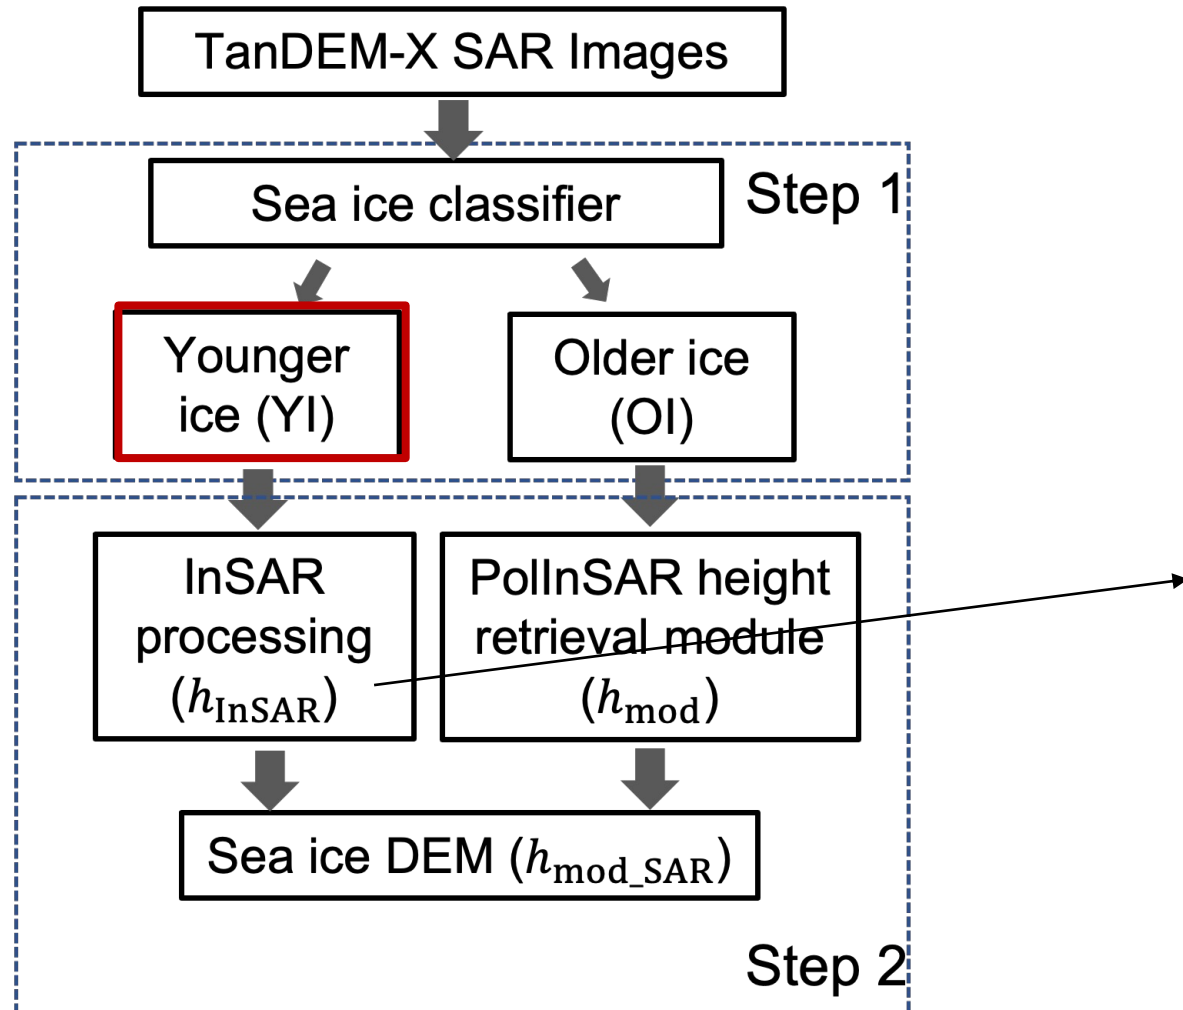 TanDEM-X SAR Images
Sea ice classifier
Step 1
Younger
ice (YI)
Older ice
(OI)
InSAR
processing
(h_InSAR)
PolInSAR height
retrieval module
(h_mod)
Sea ice DEM (h_mod_SAR)
Step 2